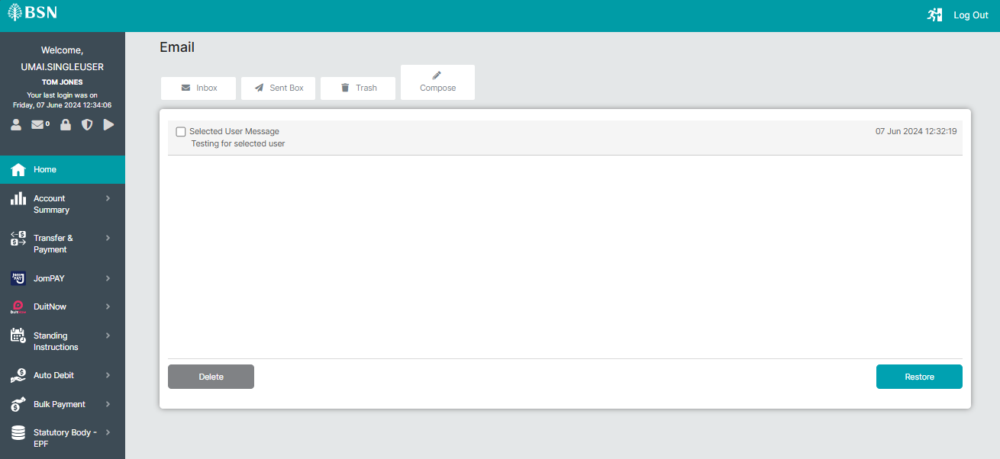 BSN
Log Out
Welcome,
UMAI.SINGLEUSER
TOM JONES
Your last login was on
Friday, 07 June 2024 12:34:06
0
Home
Account
Summary
Transfer &
Payment
JomPAY
DuitNow
Standing
Instructions
Auto Debit
Bulk Payment
Statutory Body -
EPF
Email
Inbox
Sent Box
Trash
Compose
Selected User Message
07 Jun 2024 12:32:19
Testing for selected user
Delete
Restore